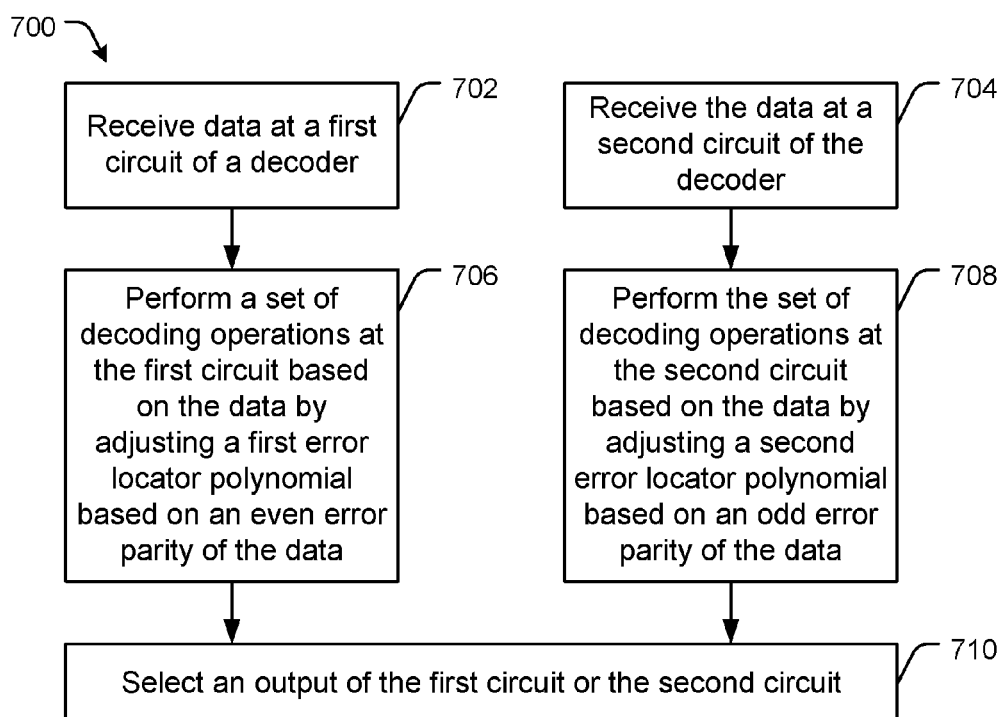 700
702
Receive data at a first
circuit of a decoder
704
Receive the data at a
second circuit of the
decoder
706
Perform a set of
decoding operations at
the first circuit based
on the data by
adjusting a first error
locator polynomial
based on an even error
parity of the data
708
Perform the set of
decoding operations at
the second circuit
based on the data by
adjusting a second
error locator polynomial
based on an odd error
parity of the data
710
Select an output of the first circuit or the second circuit